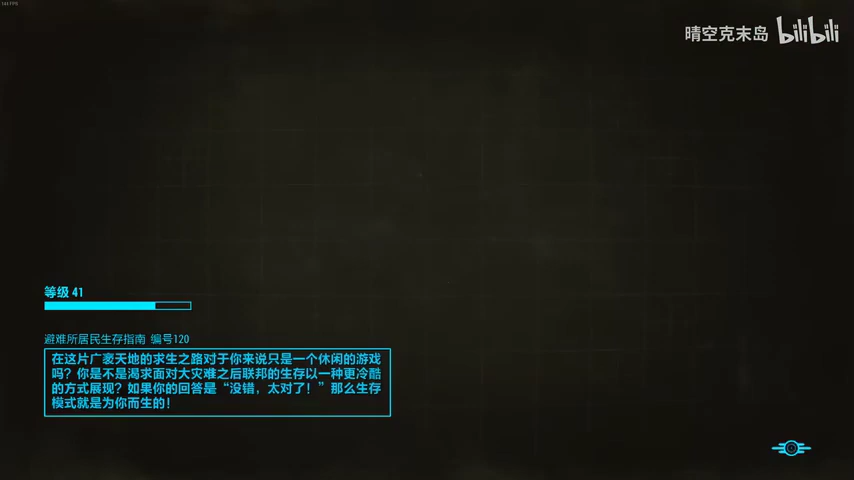 晴空克末岛 bilibili
等级 41
避难所居民生存指南 编号120
在这片广袤天地的求生之路对于你来说只是一个休闲的游戏
吗？你是不是渴求面对大灾难之后联邦的生存以一种更冷酷
的方式展现？如果你的回答是“没错，太对了！”那么生存
模式就是为你而生的！